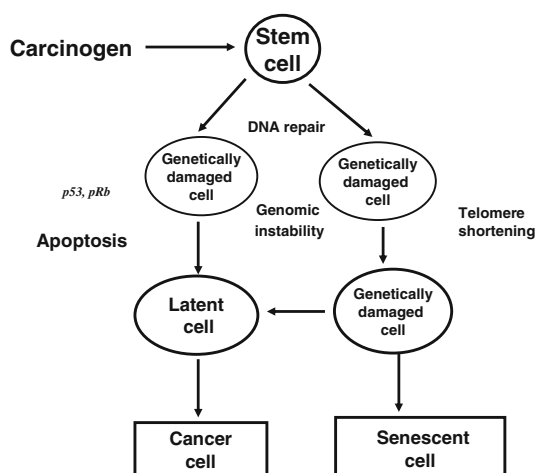 Carcinogen
Stem
cell
DNA repair
Genetically
damaged
cell
Genetically
damaged
cell
p53, pRb
Genomic
instability
Telomere
shortening
Apoptosis
Latent
cell
Genetically
damaged
cell
Cancer
cell
Senescent
cell